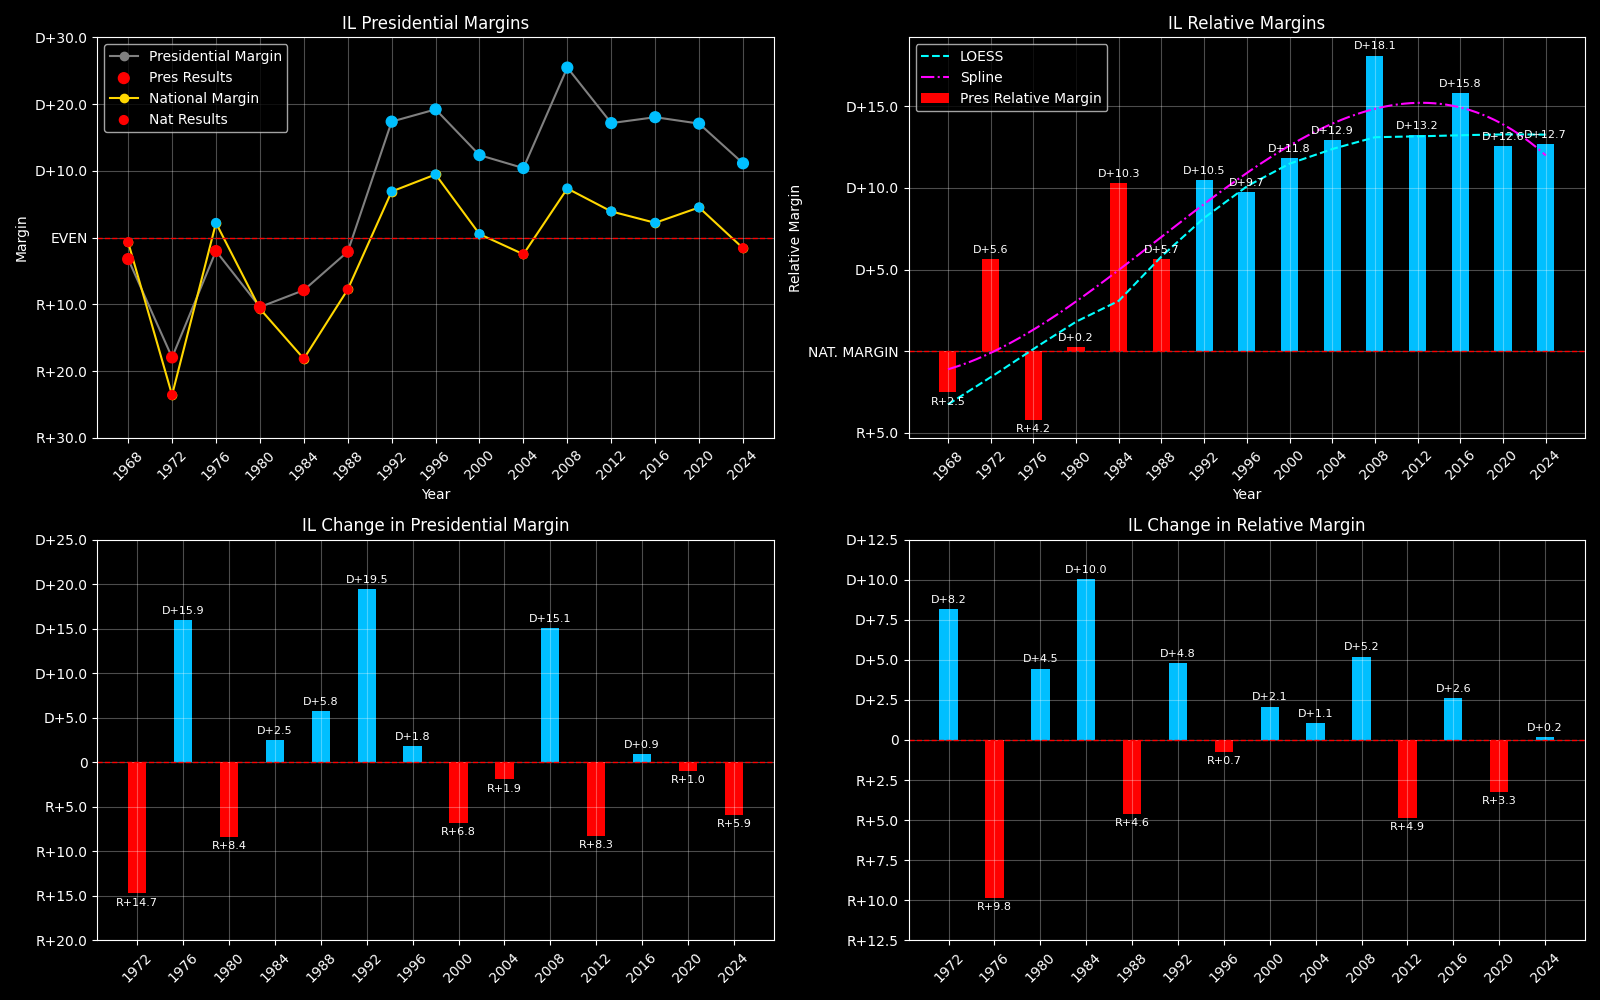 IL Presidential Margins
D+30.0
D+20.0
D+10.0
EVEN
R+10.0
R+20.0
R+30.0
Margin
Presidential Margin
Pres Results
National Margin
Nat Results
1968 1972 1976 1980 1984 1988 1992 1996 2000 2004 2008 2012 2016 2020 2024
Year
IL Relative Margins
D+15.0
D+10.0
D+5.0
NAT. MARGIN
R+5.0
Relative Margin
LOESS
Spline
Pres Relative Margin
R+2.5 D+5.6 R+4.2 D+0.2 D+10.3 D+5.7 D+10.5 D+9.7 D+11.8 D+12.9 D+18.1 D+13.2 D+15.8 D+12.6 D+12.7
1968 1972 1976 1980 1984 1988 1992 1996 2000 2004 2008 2012 2016 2020 2024
Year
IL Change in Presidential Margin
D+25.0
D+20.0
D+15.0
D+10.0
D+5.0
0
R+5.0
R+10.0
R+15.0
R+20.0
R+14.7 D+15.9 R+8.4 D+2.5 D+5.8 D+19.5 D+1.8 R+6.8 R+1.9 D+15.1 R+8.3 D+0.9 R+1.0 R+5.9
1972 1976 1980 1984 1988 1992 1996 2000 2004 2008 2012 2016 2020 2024
IL Change in Relative Margin
D+12.5
D+10.0
D+7.5
D+5.0
D+2.5
0
R+2.5
R+5.0
R+7.5
R+10.0
R+12.5
D+8.2 R+9.8 D+4.5 D+10.0 R+4.6 D+4.8 R+0.7 D+2.1 D+1.1 D+5.2 R+4.9 D+2.6 R+3.3 D+0.2
1972 1976 1980 1984 1988 1992 1996 2000 2004 2008 2012 2016 2020 2024